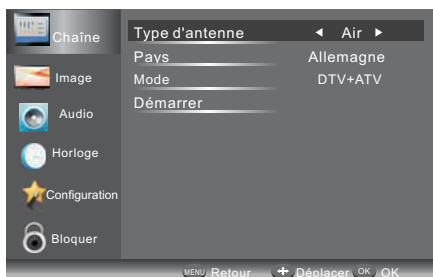 Chaîne
Image
Audio
Horloge
Configuration
Bloquer
Type d'antenne Air
Pays Allemagne
Mode DTV+ATV
Démarrer
MENU Retour Déplacer OK OK